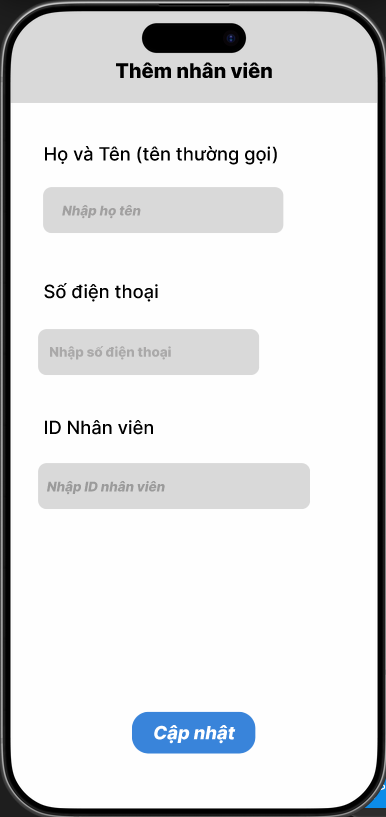 Thêm nhân viên
Họ và Tên (tên thường gọi)
Nhập họ tên
Số điện thoại
Nhập số điện thoại
ID Nhân viên
Nhập ID nhân viên
Cập nhật